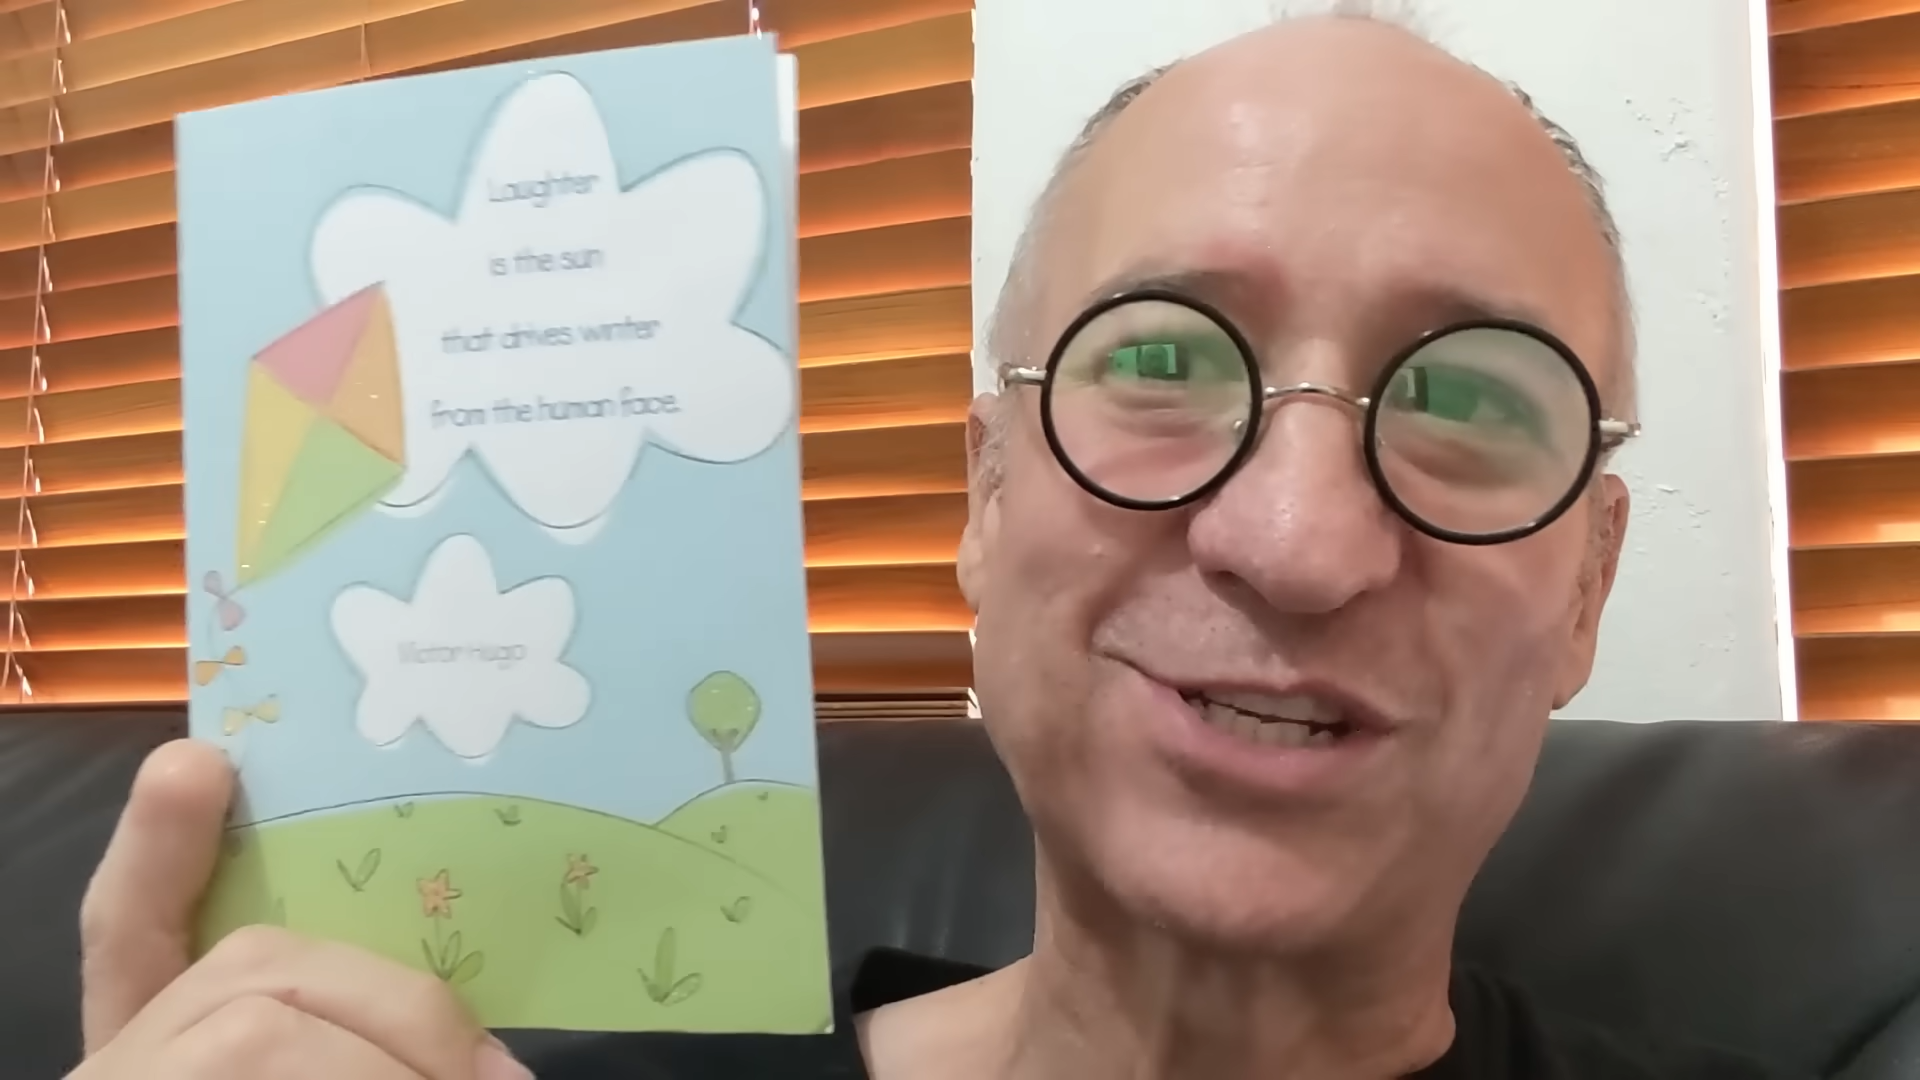 Laughter
is the sun
that drives winter
from the human face.
Victor Hugo